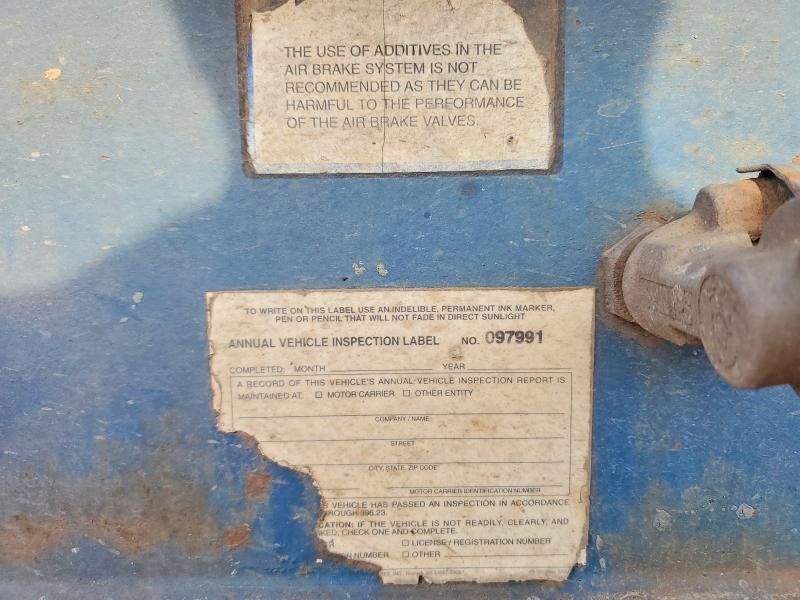 THE USE OF ADDITIVES IN THE
AIR BRAKE SYSTEM IS NOT
RECOMMENDED AS THEY CAN BE
HARMFUL TO THE PERFORMANCE
OF THE AIR BRAKE VALVES.
TO WRITE ON THIS LABEL USE AN INDELIBLE, PERMANENT INK MARKER,
PEN OR PENCIL THAT WILL NOT FADE IN DIRECT SUNLIGHT
ANNUAL VEHICLE INSPECTION LABEL NO. 097991
COMPLETED: MONTH YEAR
A RECORD OF THIS VEHICLE'S ANNUAL VEHICLE INSPECTION REPORT IS
MAINTAINED AT: ☐ MOTOR CARRIER ☐ OTHER ENTITY
COMPANY / NAME
STREET
CITY, STATE, ZIP CODE
MOTOR CARRIER IDENTIFICATION NUMBER
S VEHICLE HAS PASSED AN INSPECTION IN ACCORDANCE
ROUGH 396.23.
CATION: IF THE VEHICLE IS NOT READILY, CLEARLY, AND
KED, CHECK ONE AND COMPLETE.
☐ LICENSE / REGISTRATION NUMBER
N NUMBER ☐ OTHER